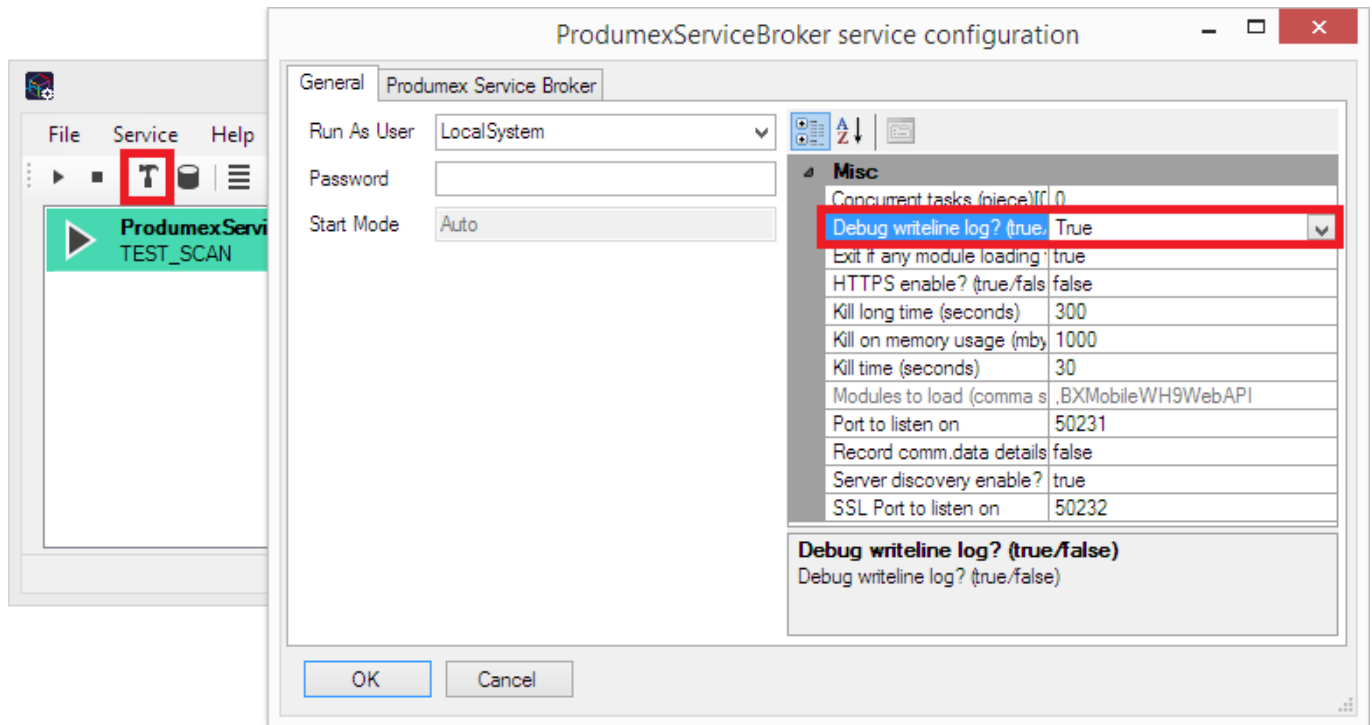 ProdumexServiceBroker service configuration
File Service Help
ProdumexServi
TEST_SCAN
General Produmex Service Broker
Run As User LocalSystem
Password
Start Mode Auto
Misc
Concurrent tasks (piece)[( 0
Debug writeline log? (true, True
Exit if any module loading true
HTTPS enable? (true/fals false
Kill long time (seconds) 300
Kill on memory usage (mby 1000
Kill time (seconds) 30
Modules to load (comma s ,BXMobileWH9WebAPI
Port to listen on 50231
Record comm.data details false
Server discovery enable? true
SSL Port to listen on 50232
Debug writeline log? (true/false)
Debug writeline log? (true/false)
OK Cancel